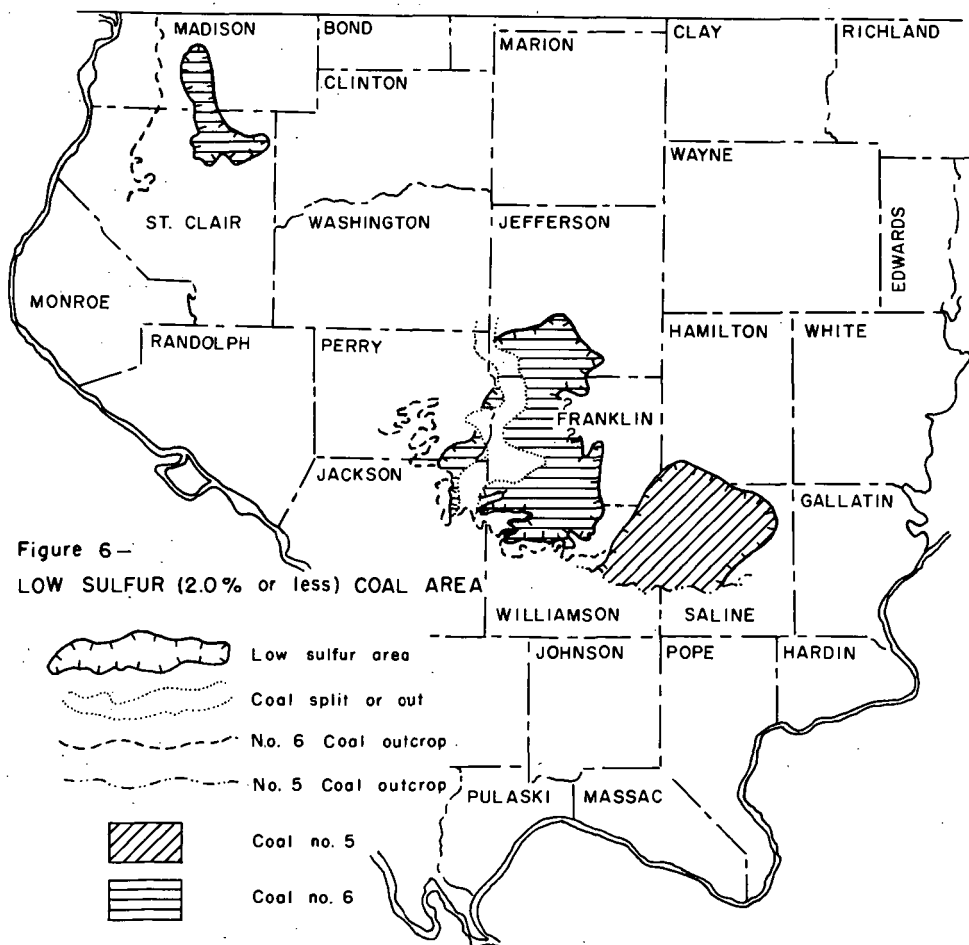 MADISON
BOND
MARION
CLAY
RICHLAND
CLINTON
WAYNE
ST. CLAIR
WASHINGTON
JEFFERSON
EDWARDS
MONROE
RANDOLPH
PERRY
HAMILTON
WHITE
?
FRANKLIN
?
JACKSON
GALLATIN
Figure 6 —
LOW SULFUR (2.0% or less) COAL AREA
WILLIAMSON
SALINE
JOHNSON
POPE
HARDIN
Low sulfur area
Coal split or out
No. 6 Coal outcrop
No. 5 Coal outcrop
PULASKI
MASSAC
Coal no. 5
Coal no. 6